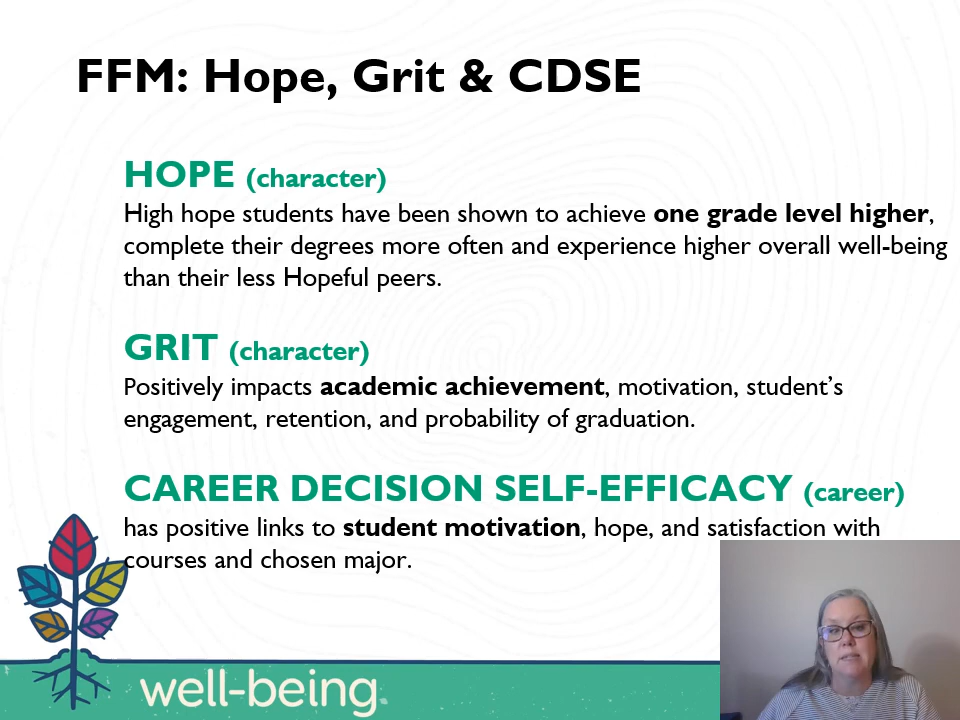 FFM: Hope, Grit & CDSE
HOPE (character)
High hope students have been shown to achieve one grade level higher,
complete their degrees more often and experience higher overall well-being
than their less Hopeful peers.
GRIT (character)
Positively impacts academic achievement, motivation, student’s
engagement, retention, and probability of graduation.
CAREER DECISION SELF-EFFICACY (career)
has positive links to student motivation, hope, and satisfaction with
courses and chosen major.
well-being